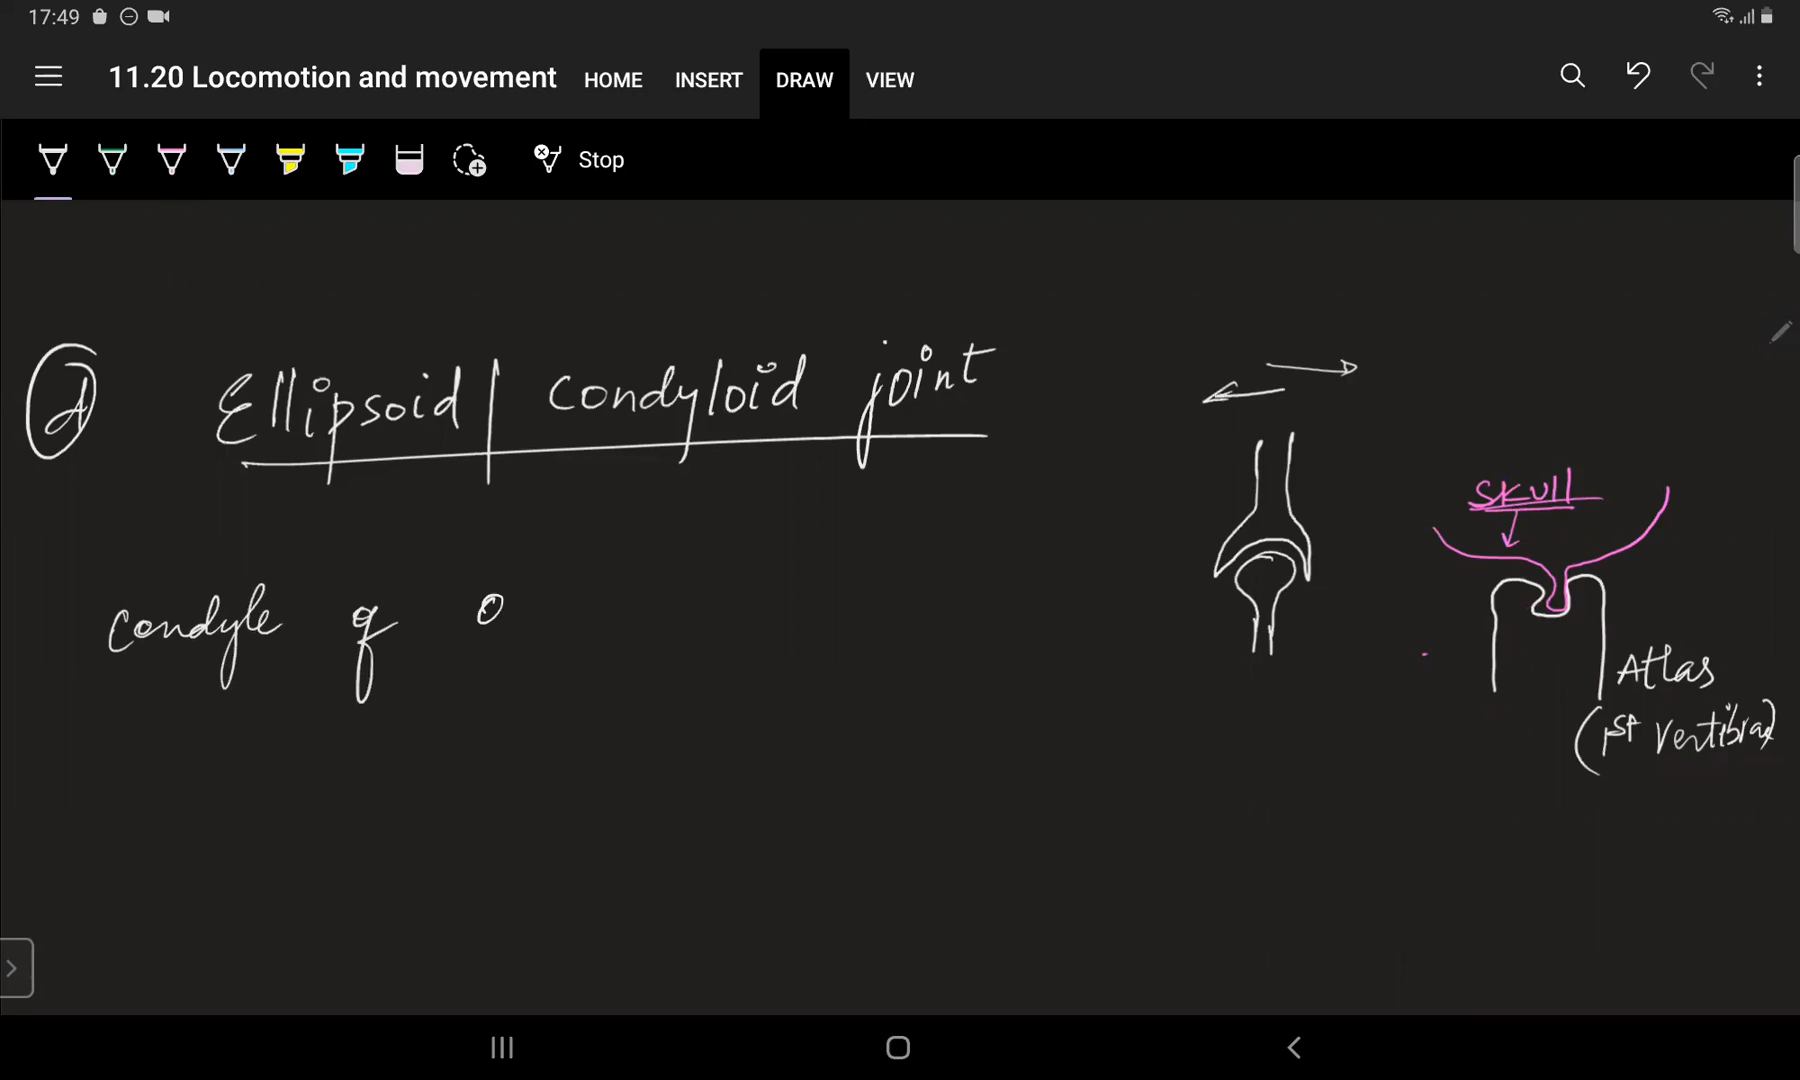 17:49
11.20 Locomotion and movement HOME INSERT DRAW VIEW
Stop
d Ellipsoid | condyloid joint
SKUll
condyle of o
Atlas
(1st vertibra)